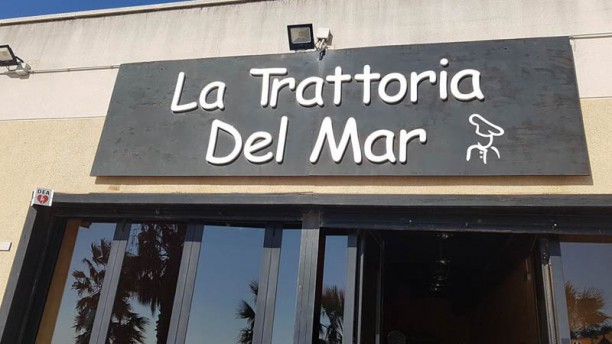 La Trattoria
Del Mar
DEA